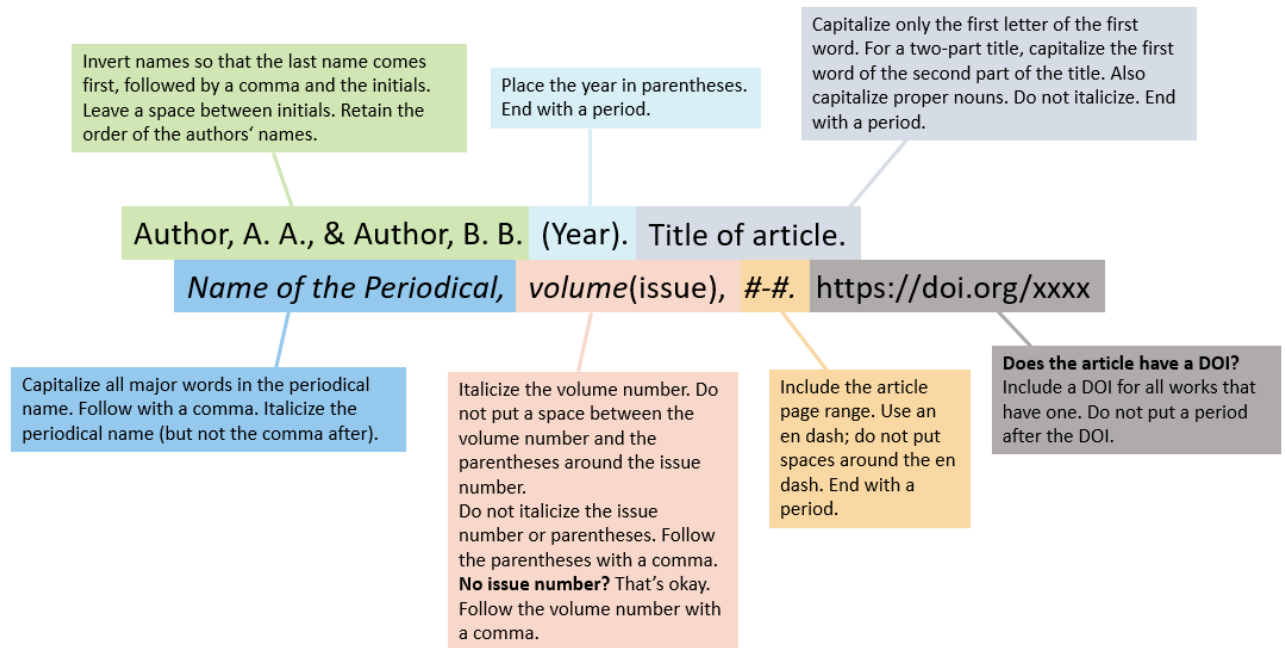 Capitalize only the first letter of the first
word. For a two-part title, capitalize the first
word of the second part of the title. Also
capitalize proper nouns. Do not italicize. End
with a period.
Invert names so that the last name comes
first, followed by a comma and the initials.
Leave a space between initials. Retain the
order of the authors‘ names.
Place the year in parentheses.
End with a period.
Author, A. A., & Author, B. B. (Year). Title of article.
Name of the Periodical, volume(issue), #-#. https://doi.org/xxxx
Capitalize all major words in the periodical
name. Follow with a comma. Italicize the
periodical name (but not the comma after).
Italicize the volume number. Do
not put a space between the
volume number and the
parentheses around the issue
number.
Do not italicize the issue
number or parentheses. Follow
the parentheses with a comma.
No issue number? That’s okay.
Follow the volume number with
a comma.
Include the article
page range. Use an
en dash; do not put
spaces around the en
dash. End with a
period.
Does the article have a DOI?
Include a DOI for all works that
have one. Do not put a period
after the DOI.